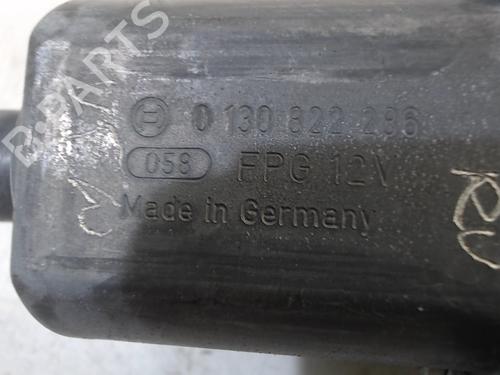 B-PARTS
0 130 822 286
058 FPG 12V
Made in Germany